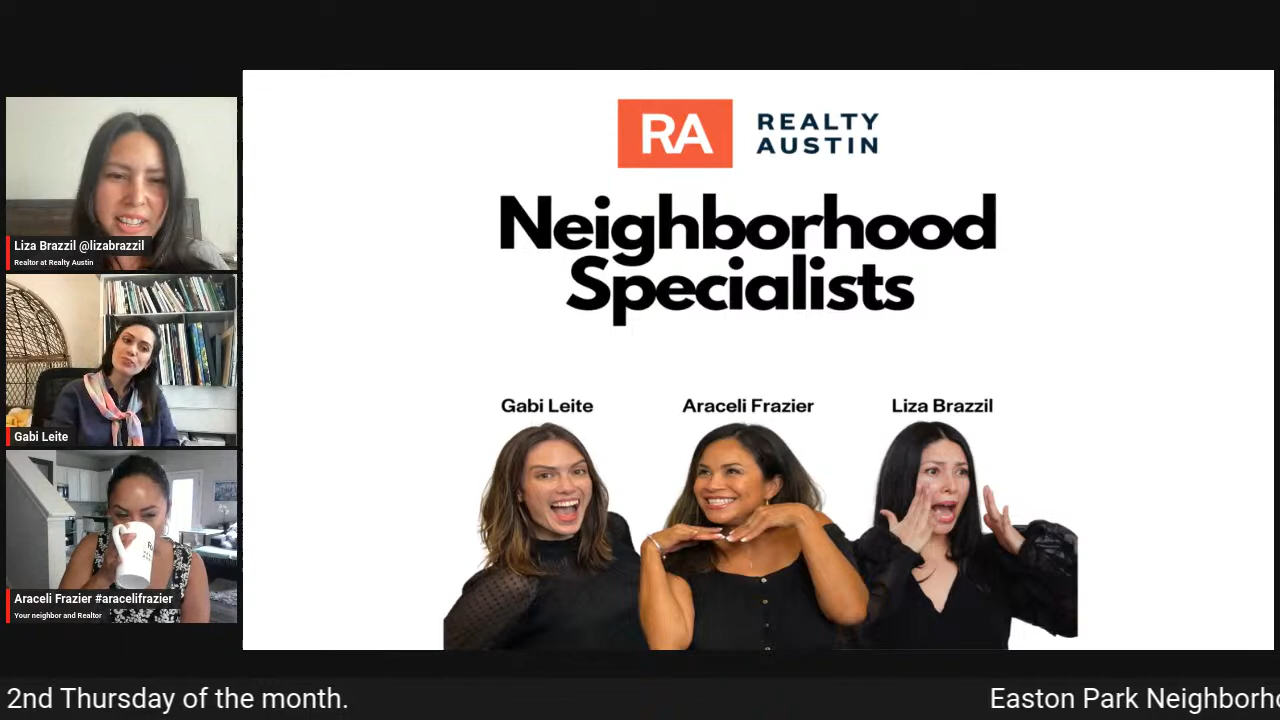 RA
REALTY
AUSTIN
Neighborhood
Specialists
Gabi Leite
Araceli Frazier
Liza Brazzil
Liza Brazzil @lizabrazzil
Realtor at Realty Austin
Gabi Leite
Araceli Frazier #aracelifrazier
Your neighbor and Realtor
2nd Thursday of the month.
Easton Park Neighborho